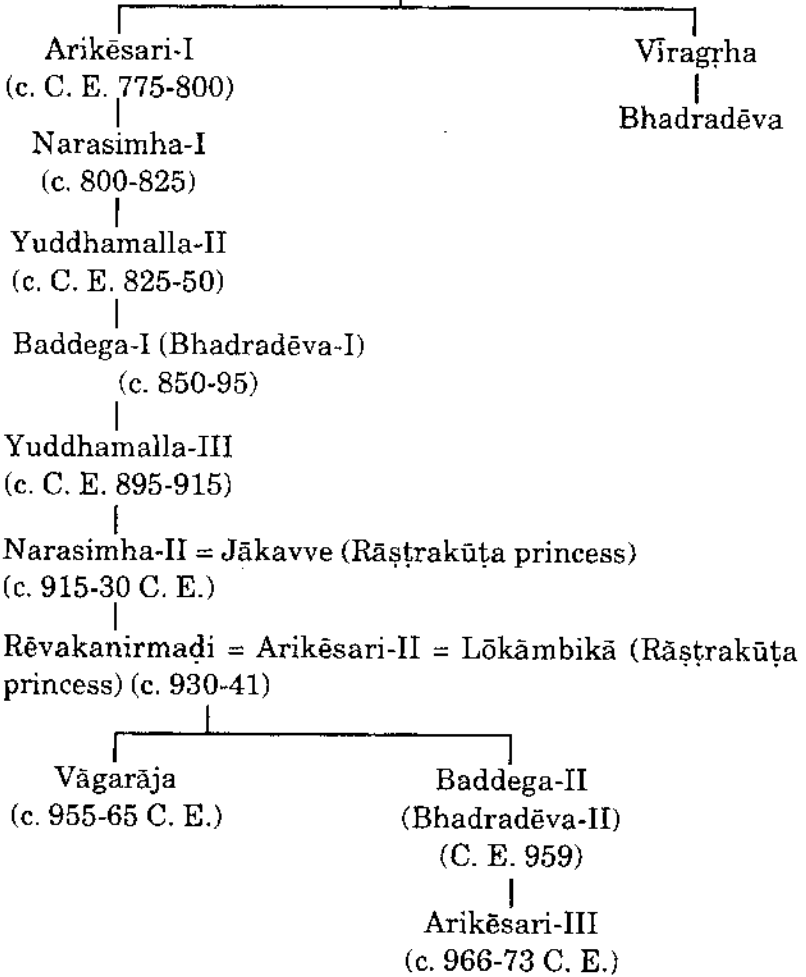 Arikēsari-I Vīragṛha
(c. C. E. 775-800)
Bhadradēva
Narasimha-I
(c. 800-825)
Yuddhamalla-II
(c. C. E. 825-50)
Baddega-I (Bhadradēva-I)
(c. 850-95)
Yuddhamalla-III
(c. C. E. 895-915)
Narasimha-II = Jākavve (Rāṣṭrakūṭa princess)
(c. 915-30 C. E.)
Rēvakanirmaḍi = Arikēsari-II = Lōkāmbikā (Rāṣṭrakūṭa
princess) (c. 930-41)
Vāgarāja Baddega-II
(c. 955-65 C. E.) (Bhadradēva-II)
(C. E. 959)
Arikēsari-III
(c. 966-73 C. E.)